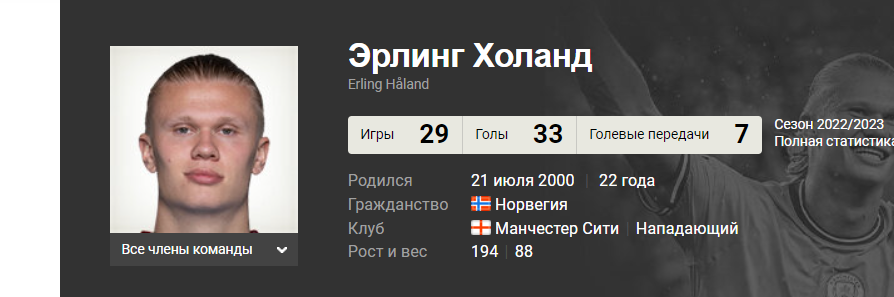 Эрлинг Холанд
Erling Håland
Игры 29 Голы 33 Голевые передачи 7
Сезон 2022/2023
Полная статистика
Родился 21 июля 2000 22 года
Гражданство Норвегия
Клуб Манчестер Сити Нападающий
Рост и вес 194 88
Все члены команды